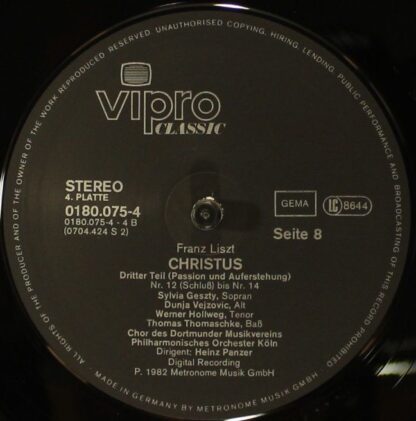 ALL RIGHTS OF THE PRODUCER AND OF THE OWNER OF THE WORK REPRODUCED RESERVED UNAUTHORISED COPYING, HIRING, LENDING, PUBLIC PERFORMANCE AND BROADCASTING OF THIS RECORD PROHIBITED
vipro
CLASSIC
STEREO
4. PLATTE
0180.075-4
0180.075-4 - 4 B
(0704.424 S 2)
GEMA
LC 8644
Seite 8
Franz Liszt
CHRISTUS
Dritter Teil (Passion und Auferstehung)
Nr. 12 (Schluß) bis Nr. 14
Sylvia Geszty, Sopran
Dunja Vejzovic, Alt
Werner Hollweg, Tenor
Thomas Thomaschke, Baß
Chor des Dortmunder Musikvereins
Philharmonisches Orchester Köln
Dirigent: Heinz Panzer
Digital Recording
P 1982 Metronome Musik GmbH
MADE IN GERMANY BY METRONOME MUSIK GMBH